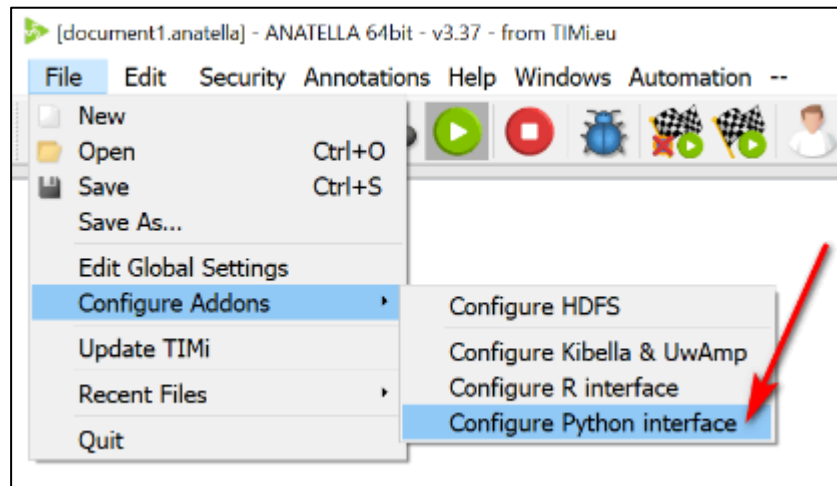 [document1.anatella] - ANATELLA 64bit - v3.37 - from TIMi.eu
File Edit Security Annotations Help Windows Automation --
New
Open Ctrl+O
Save Ctrl+S
Save As...
Edit Global Settings
Configure Addons
Configure HDFS
Update TIMi
Configure Kibella & UwAmp
Recent Files
Configure R interface
Configure Python interface
Quit